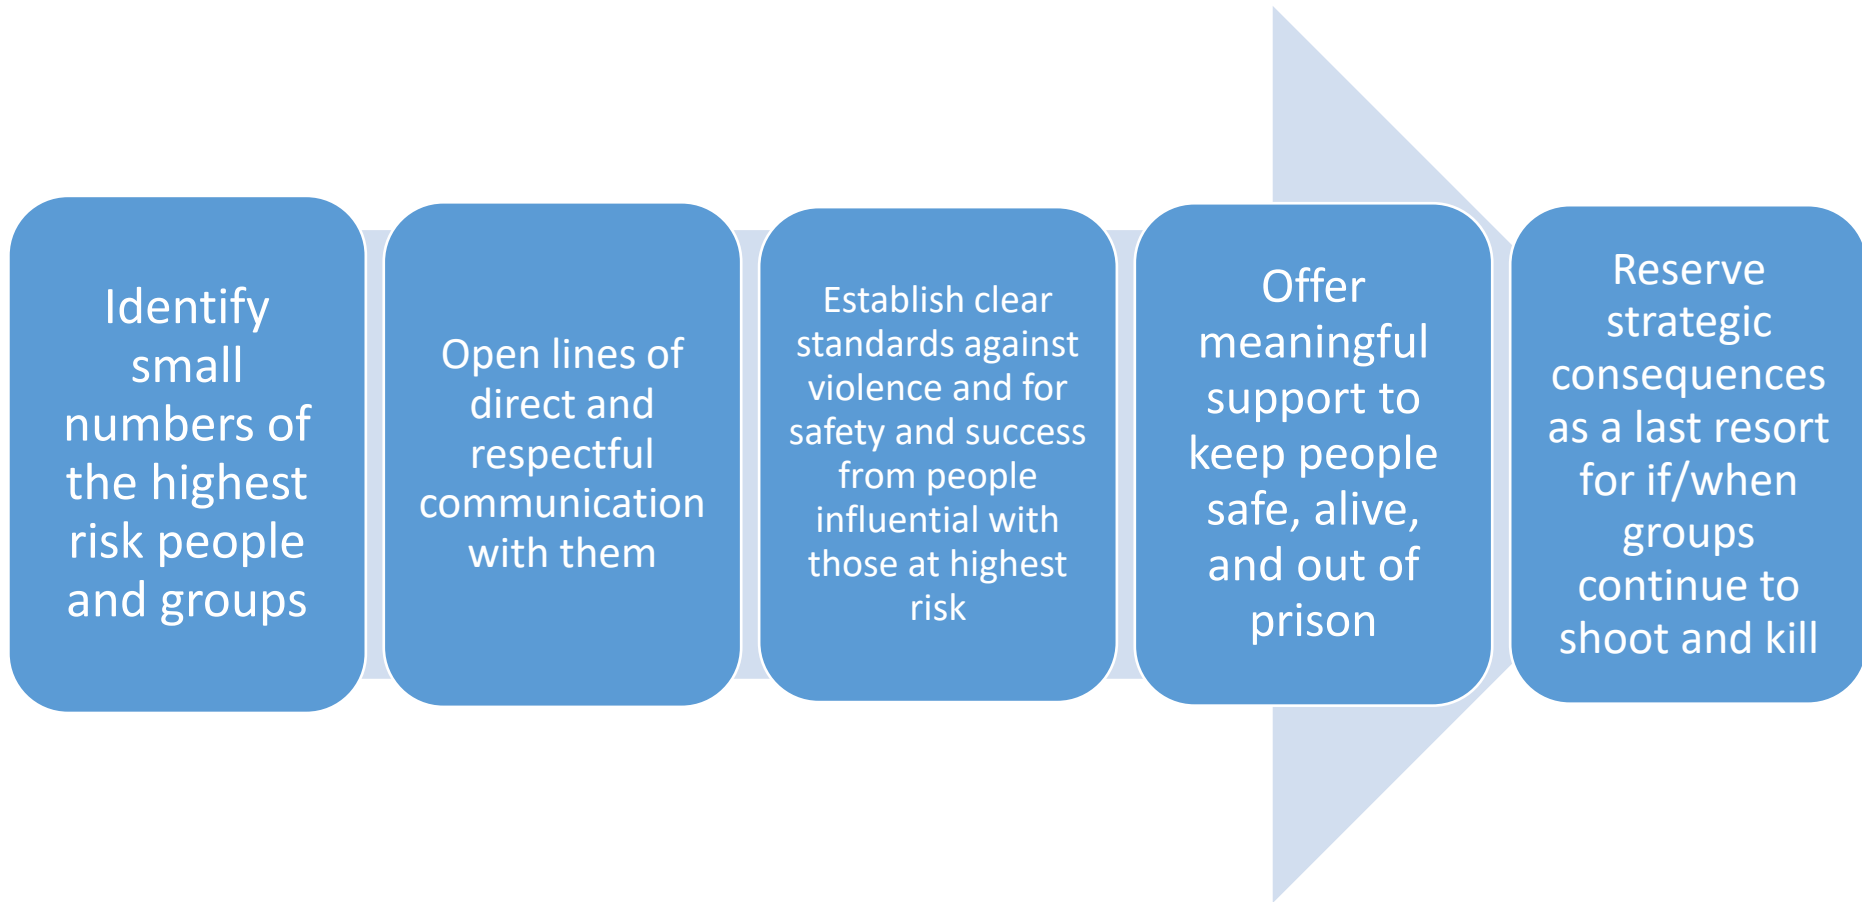 Identify
small
numbers of
the highest
risk people
and groups
Open lines of
direct and
respectful
communication
with them
Establish clear
standards against
violence and for
safety and success
from people
influential with
those at highest
risk
Offer
meaningful
support to
keep people
safe, alive,
and out of
prison
Reserve
strategic
consequences
as a last resort
for if/when
groups
continue to
shoot and kill